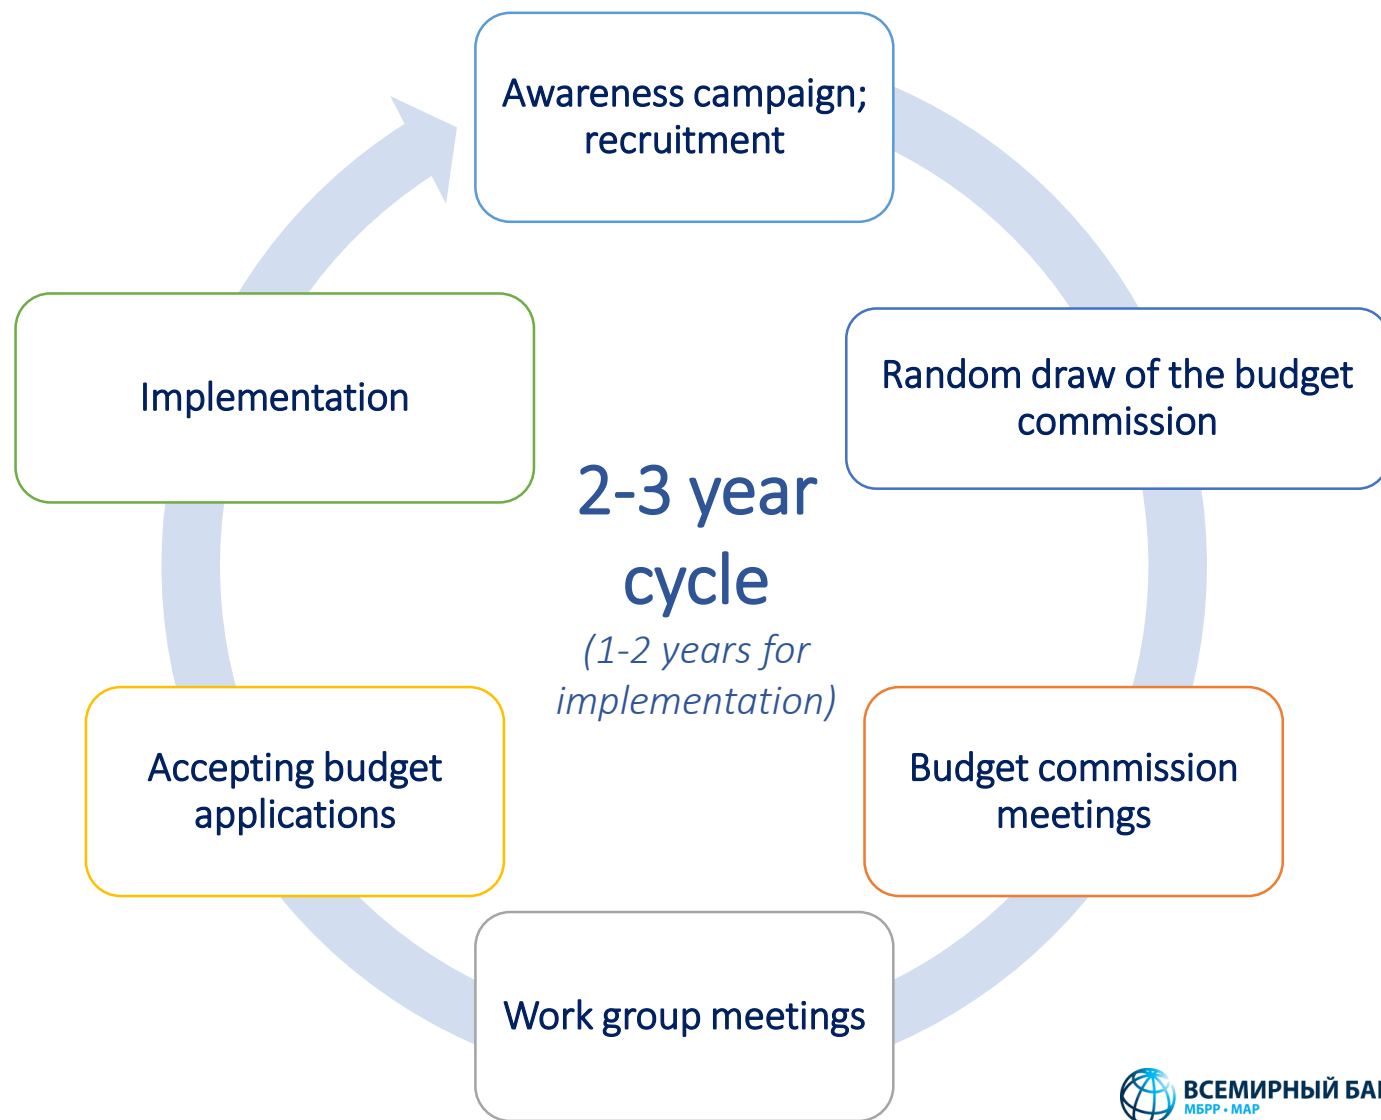 Awareness campaign;
recruitment
Random draw of the budget
commission
Implementation
2-3 year
cycle
(1-2 years for
implementation)
Budget commission
meetings
Accepting budget
applications
Work group meetings
ВСЕМИРНЫЙ
МБРР • МАР